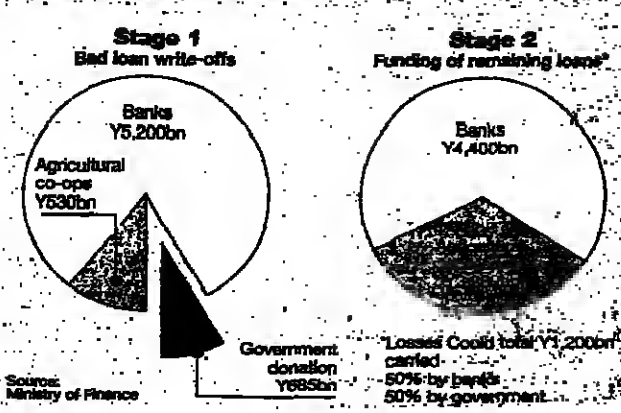 Stage 1
Bad loan write-offs
Banks
Y5,200bn
Agricultural
co-ops
Y530bn
Government
donation
Y685bn
Source:
Ministry of Finance
Stage 2
Funding of remaining loans*
Banks
Y4,400bn
*Losses Could total Y1,200bn
carried
50% by banks
50% by government